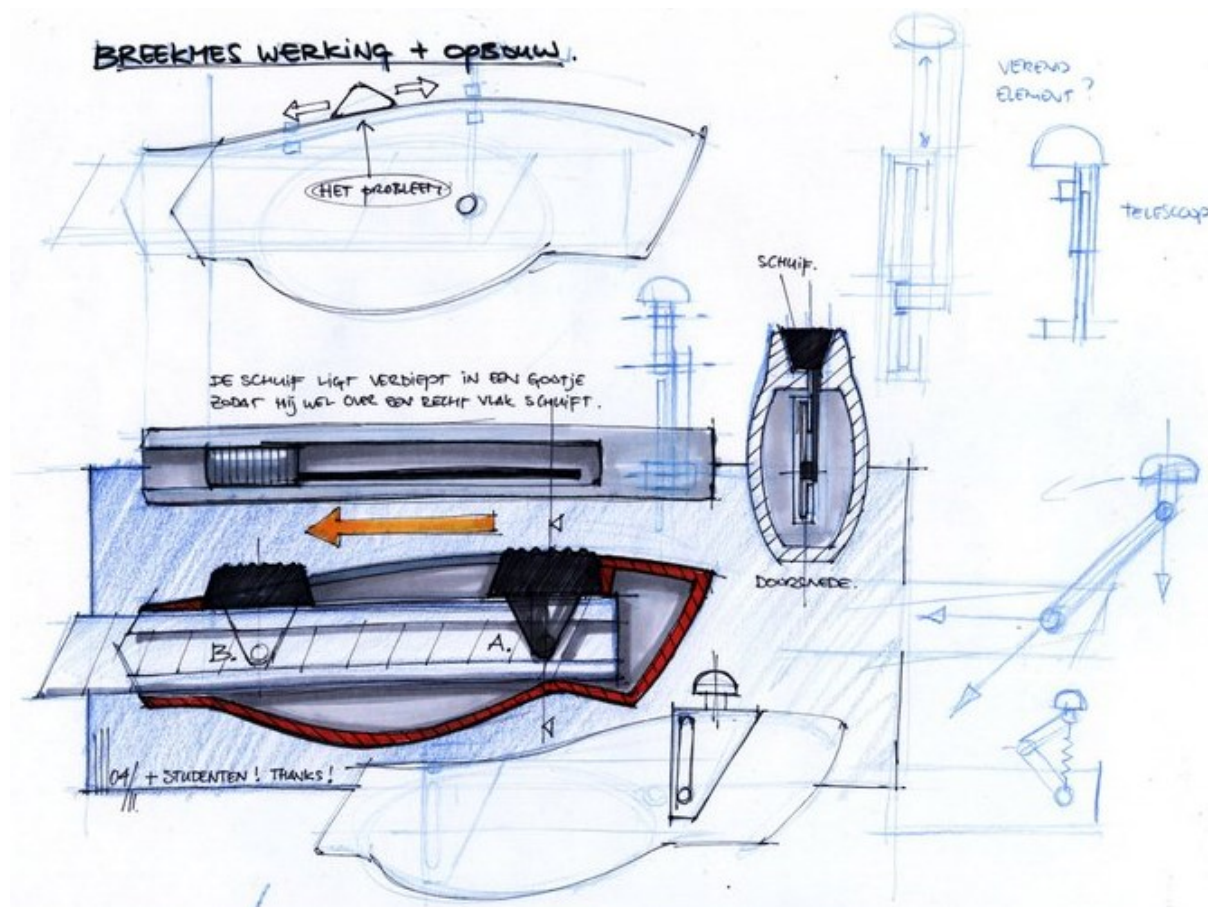 BREEKMES WERKING + OPBOUW.
VEREND
ELEMENT?
HET PROBLEEM
TELESCOOP
SCHUIF.
DE SCHUIF LIGT VERDIEPT IN EEN GOOTJE
ZODAT HIJ WEL OVER EEN RECHT VLAK SCHUIFT.
DOORSNEDE.
B.
A.
04/ + STUDENTEN! THANKS!